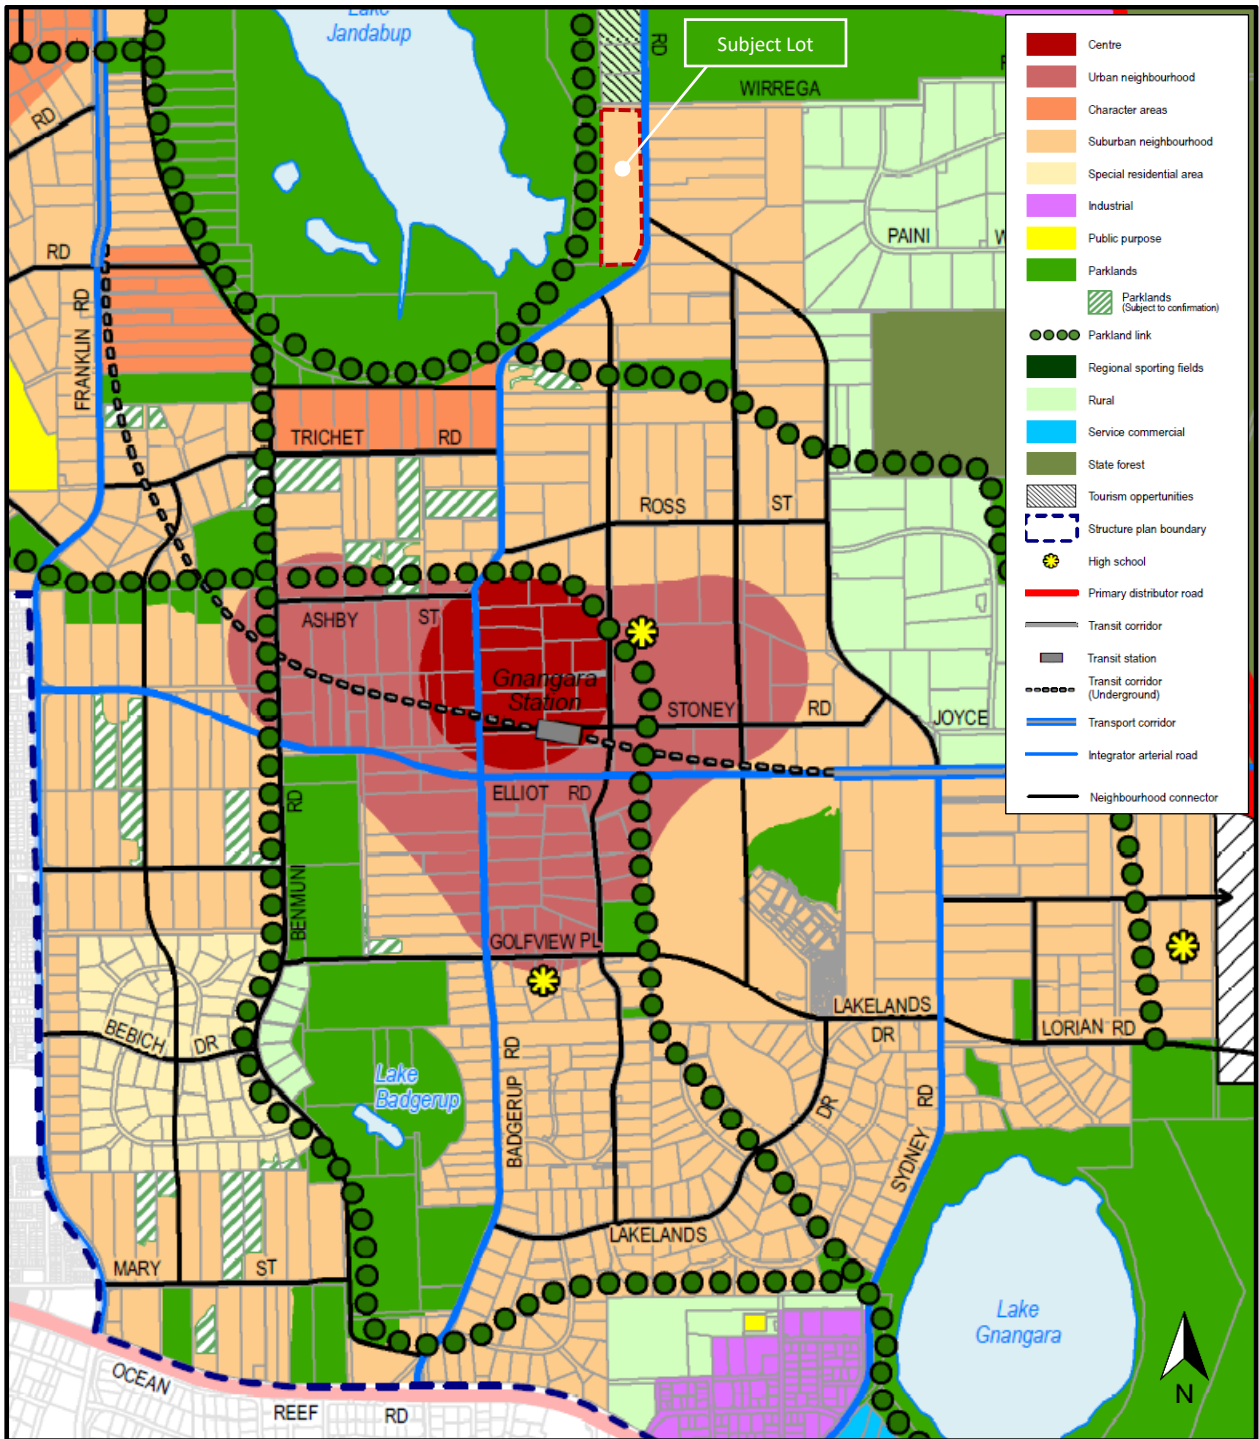 Lake
Jandabup
RD
Subject Lot
WIRREGA
RD
RD
PAINI
FRANKLIN RD
TRICHET RD
ROSS ST
ASHBY ST
Gnangara
Station
STONEY RD
JOYCE
ELLIOT RD
BENMUNI RD
GOLFVIEW PL
BEBICH DR
LAKELANDS
DR
LORIAN RD
Lake
Badgerup
BADGERUP RD
DR
SYDNEY RD
LAKELANDS
MARY ST
Lake
Gnangara
OCEAN
REEF RD
N
Centre
Urban neighbourhood
Character areas
Suburban neighbourhood
Special residential area
Industrial
Public purpose
Parklands
Parklands
(Subject to confirmation)
Parkland link
Regional sporting fields
Rural
Service commercial
State forest
Tourism oppertunities
Structure plan boundary
High school
Primary distributor road
Transit corridor
Transit station
Transit corridor
(Underground)
Transport corridor
Integrator arterial road
Neighbourhood connector